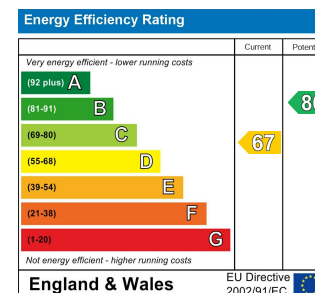 Energy Efficiency Rating
Current
Very energy efficient - lower running costs
(92 plus) A
(81-91) B
(69-80) C
67
(55-68) D
(39-54) E
(21-38) F
(1-20) G
Not energy efficient - higher running costs
England & Wales
EU Directive
2002/91/EC